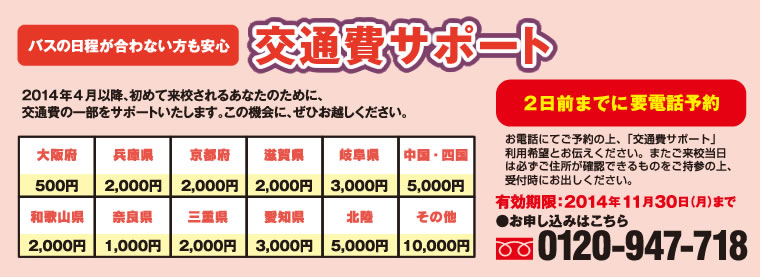 バスの日程が合わない方も安心
交通費サポート
2014年4月以降、初めて来校されるあなたのために、
交通費の一部をサポートいたします。この機会に、ぜひお越しください。
大阪府 兵庫県 京都府 滋賀県 岐阜県 中国・四国
500円 2,000円 2,000円 2,000円 3,000円 5,000円
和歌山県 奈良県 三重県 愛知県 北陸 その他
2,000円 1,000円 2,000円 3,000円 5,000円 10,000円
2日前までに要電話予約
お電話にてご予約の上、「交通費サポート」
利用希望とお伝えください。またご来校当日
は必ずご住所が確認できるものをご持参の上、
受付時にお出しください。
有効期限:2014年11月30日(月)まで
●お申し込みはこちら
0120-947-718